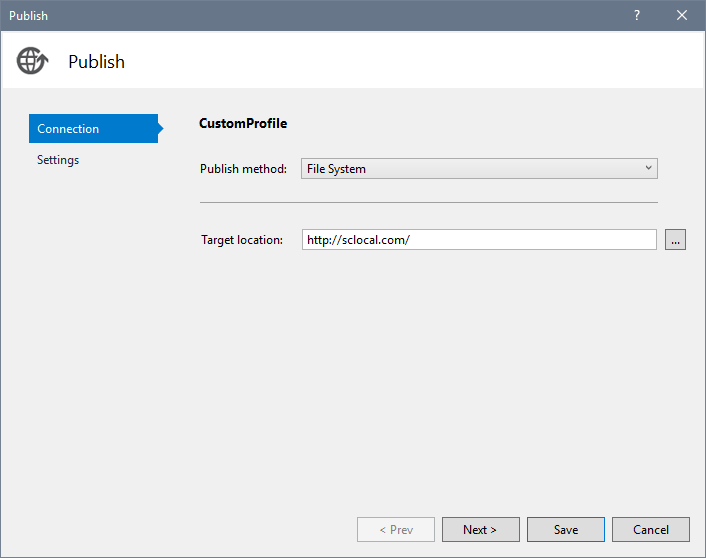 Publish
?
Publish
Connection
Settings
CustomProfile
Publish method: File System
Target location: http://sclocal.com/ ...
< Prev Next > Save Cancel